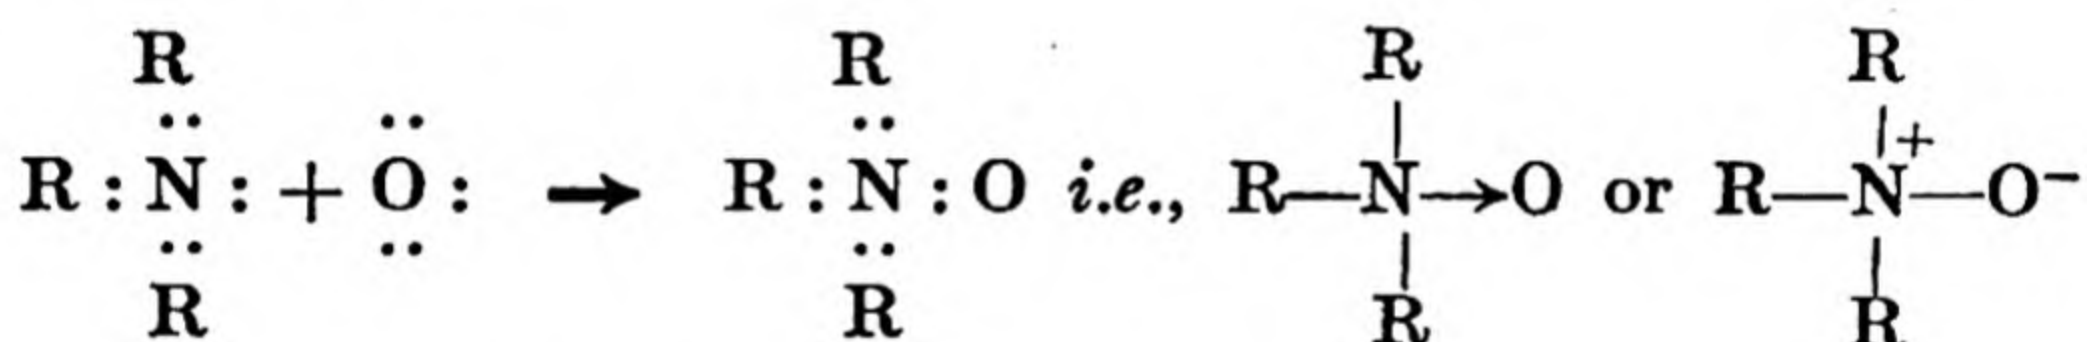 R R R R
.. .. .. ..
R : N : + O : → R : N : O i.e., R—N→O or R—N⁺—O⁻
.. .. ..
R R R R